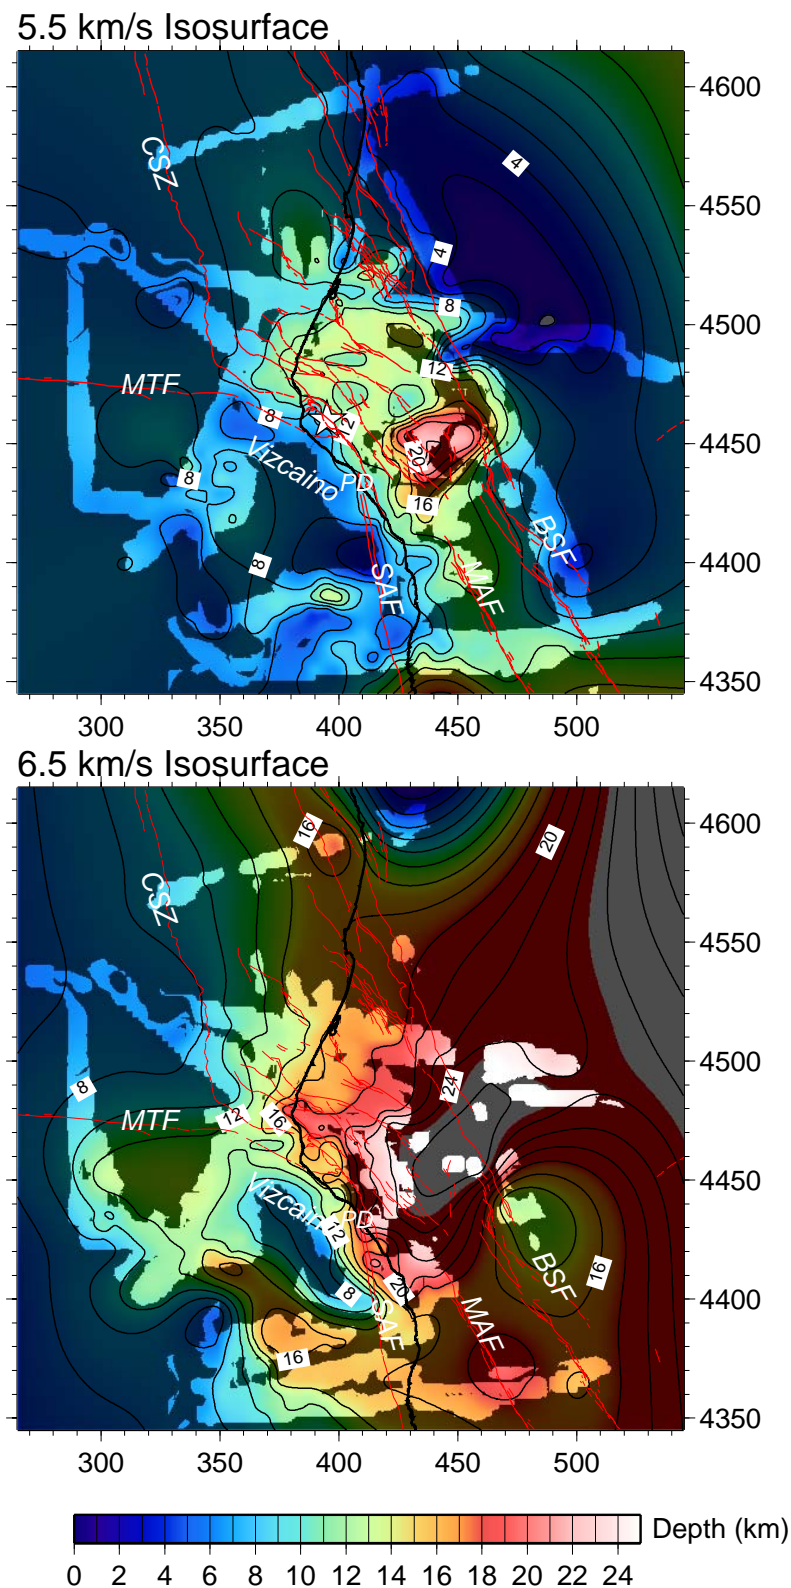 5.5 km/s Isosurface
4600
CSZ
4
4550
4
8
4500
12
MTF
8
12
4450
Vizcaino
20
8
PD
16
BSF
8
4400
SAF
MAF
4350
300 350 400 450 500
6.5 km/s Isosurface
16
4600
20
CSZ
4550
4500
8
24
12
16
MTF
4450
Vizcaino
PD
12
BSF
16
20
8
4400
SAF
MAF
16
4350
300 350 400 450 500
Depth (km)
0 2 4 6 8 10 12 14 16 18 20 22 24